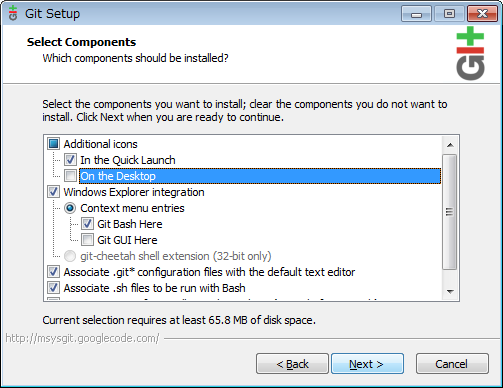 Git Setup
Select Components
Which components should be installed?
git
Select the components you want to install; clear the components you do not want to
install. Click Next when you are ready to continue.
Additional icons
In the Quick Launch
On the Desktop
Windows Explorer integration
Context menu entries
Git Bash Here
Git GUI Here
git-cheetah shell extension (32-bit only)
Associate .git* configuration files with the default text editor
Associate .sh files to be run with Bash
Current selection requires at least 65.8 MB of disk space.
http://msysgit.googlecode.com/
< Back
Next >
Cancel